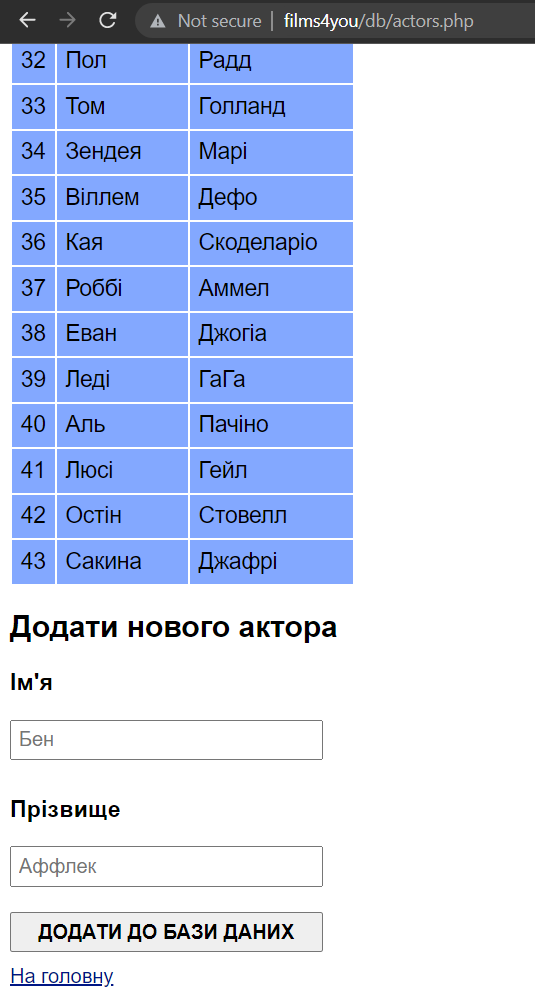 Not secure | films4you/db/actors.php
32 Пол Радд
33 Том Голланд
34 Зендея Марі
35 Віллем Дефо
36 Кая Скоделаріо
37 Роббі Аммел
38 Еван Джогіа
39 Леді ГаГа
40 Аль Пачіно
41 Люсі Гейл
42 Остін Стовелл
43 Сакина Джафрі
Додати нового актора
Ім'я
Бен
Прізвище
Аффлек
ДОДАТИ ДО БАЗИ ДАНИХ
На головну